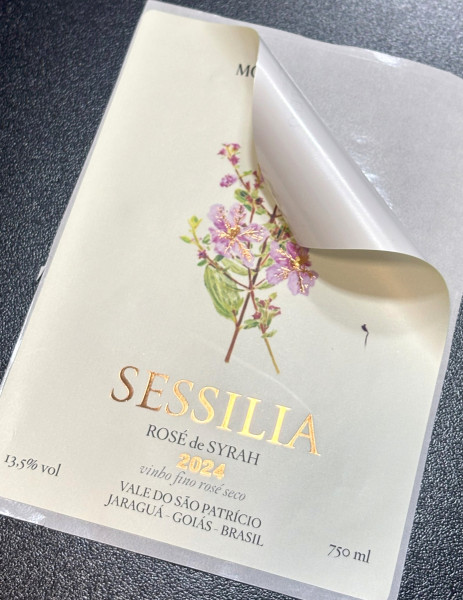 SESSILIA
ROSÉ de SYRAH
2024
vinho fino rosé seco
13,5% vol
VALE DO SÃO PATRÍCIO
JARAGUÁ - GOIÁS - BRASIL
750 ml